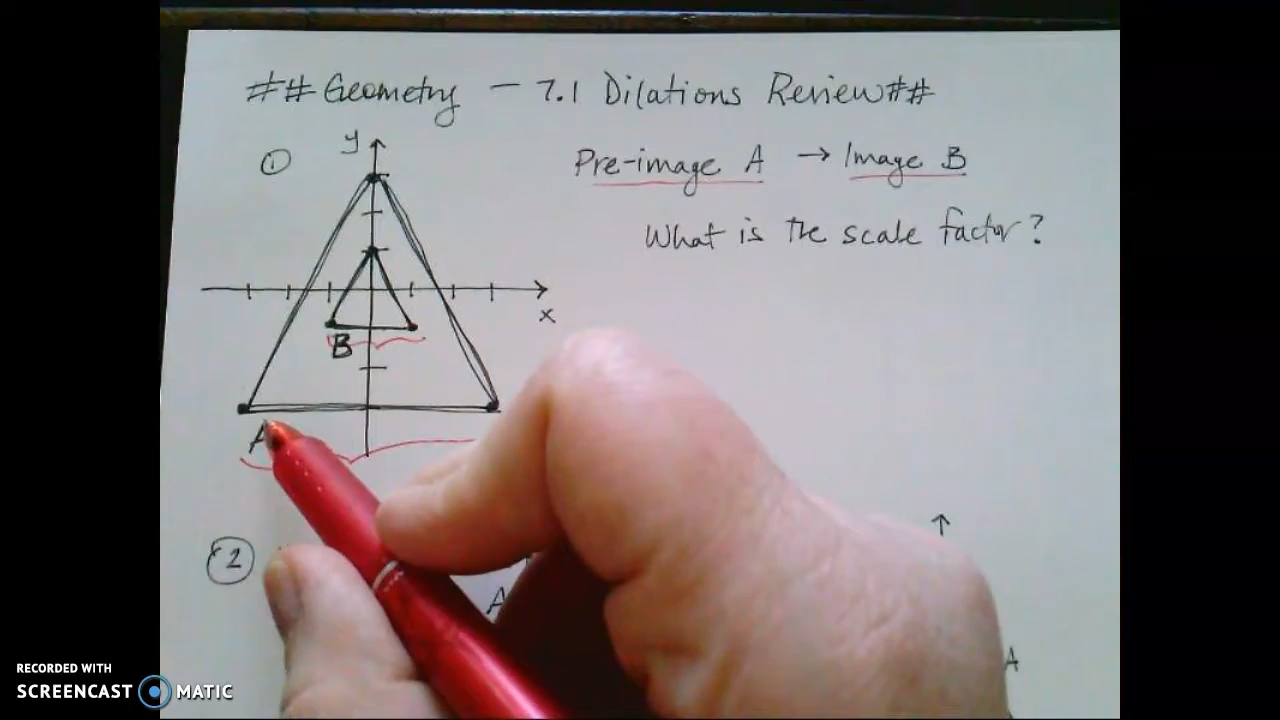 ##Geometry – 7.1 Dilations Review##
① y
Pre-image A → Image B
What is the scale factor?
x
B
A
②
A
A
RECORDED WITH
SCREENCAST MATIC